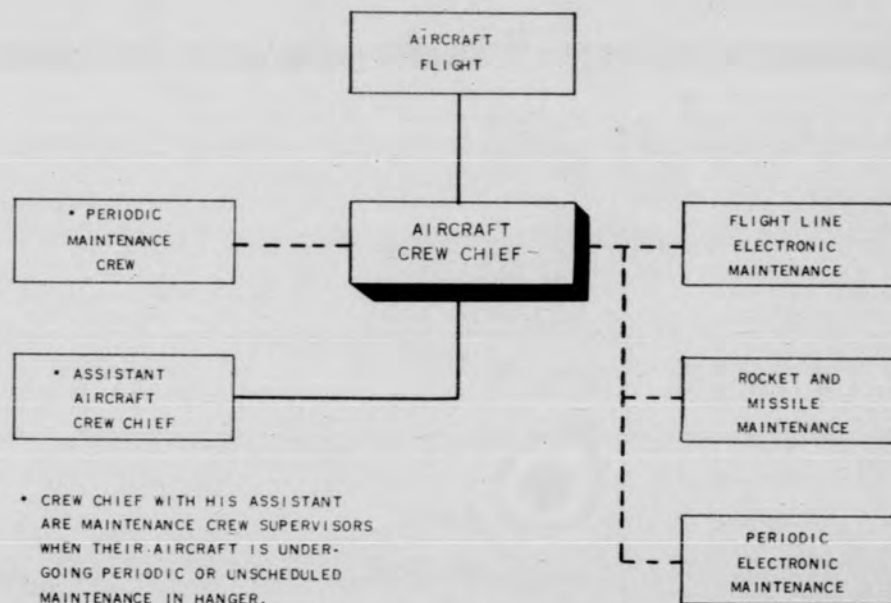 AIRCRAFT
FLIGHT
* PERIODIC
MAINTENANCE
CREW
AIRCRAFT
CREW CHIEF
FLIGHT LINE
ELECTRONIC
MAINTENANCE
* ASSISTANT
AIRCRAFT
CREW CHIEF
ROCKET AND
MISSILE
MAINTENANCE
* CREW CHIEF WITH HIS ASSISTANT
ARE MAINTENANCE CREW SUPERVISORS
WHEN THEIR AIRCRAFT IS UNDER-
GOING PERIODIC OR UNSCHEDULED
MAINTENANCE IN HANGER.
PERIODIC
ELECTRONIC
MAINTENANCE